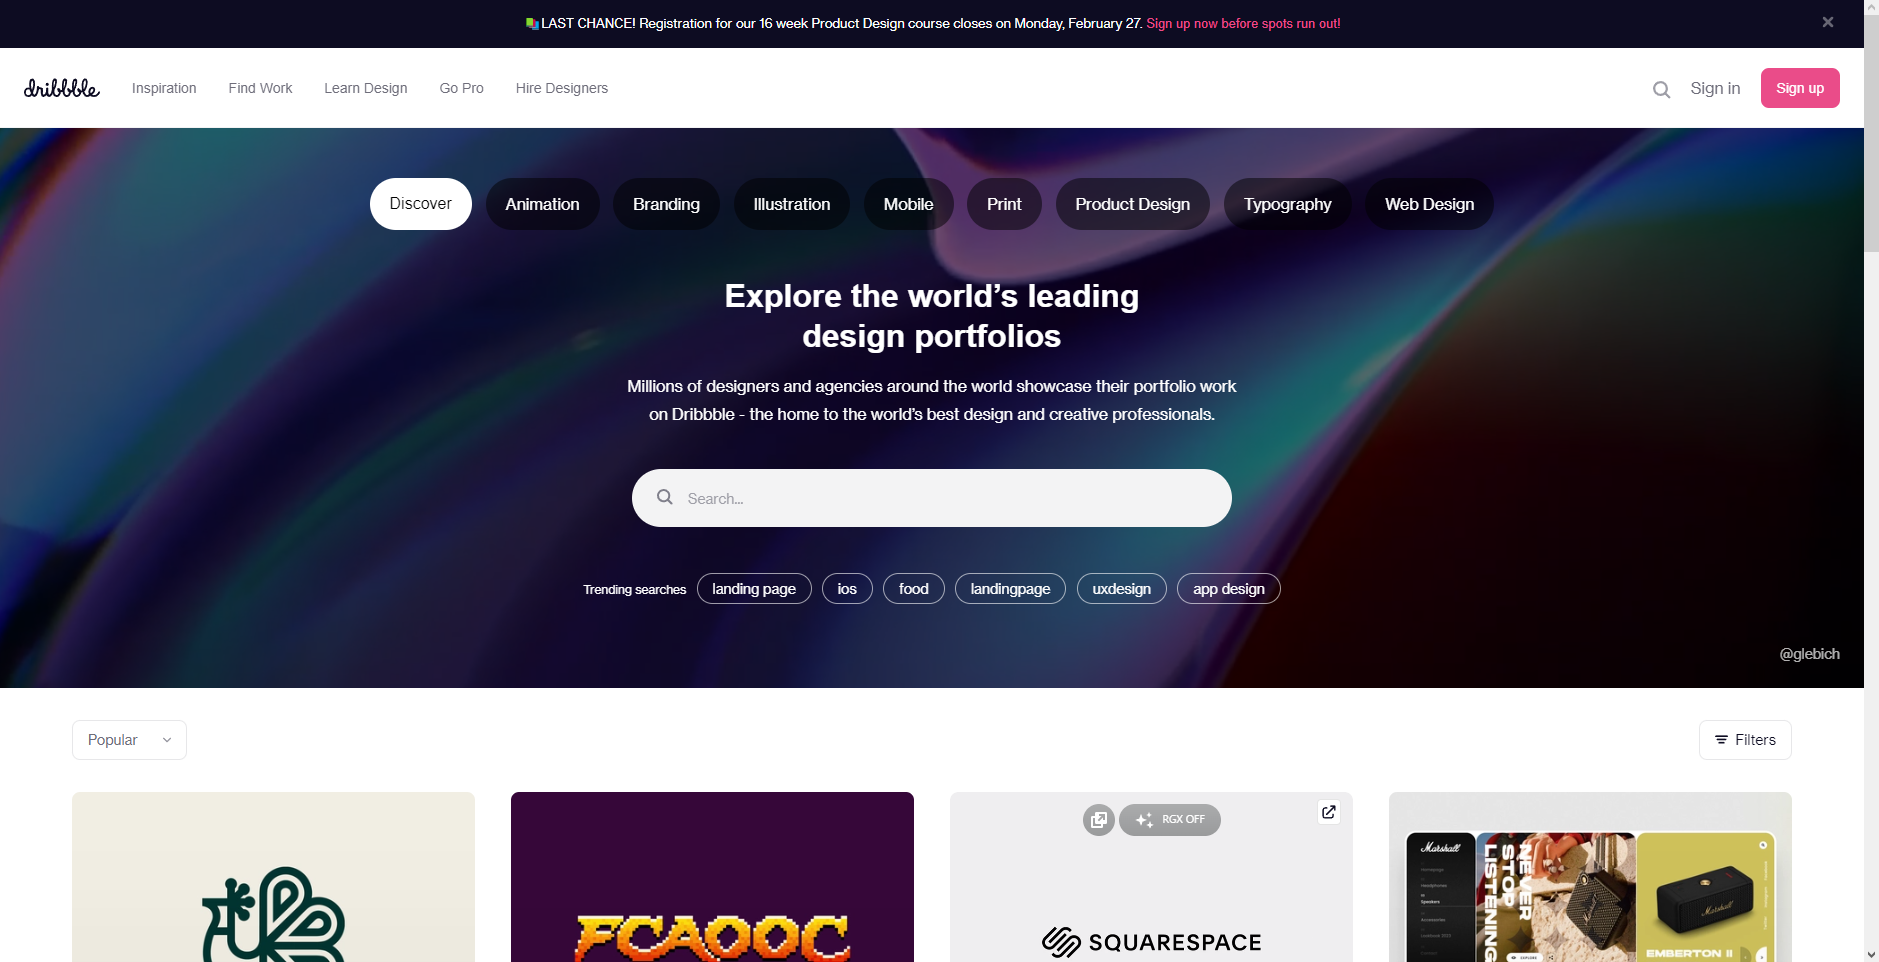 LAST CHANCE! Registration for our 16 week Product Design course closes on Monday, February 27. Sign up now before spots run out!
dribbble
Inspiration
Find Work
Learn Design
Go Pro
Hire Designers
Sign in
Sign up
Discover
Animation
Branding
Illustration
Mobile
Print
Product Design
Typography
Web Design
Explore the world’s leading
design portfolios
Millions of designers and agencies around the world showcase their portfolio work
on Dribbble - the home to the world’s best design and creative professionals.
Search...
Trending searches
landing page
ios
food
landingpage
uxdesign
app design
@glebich
Popular
Filters
FCAOOC
RGX OFF
SQUARESPACE
Marshall
Homepage
Headphones
Speakers
Accessories
NEVER
STOP
LISTENING
EXPLORE
Marshall
EMBERTON II